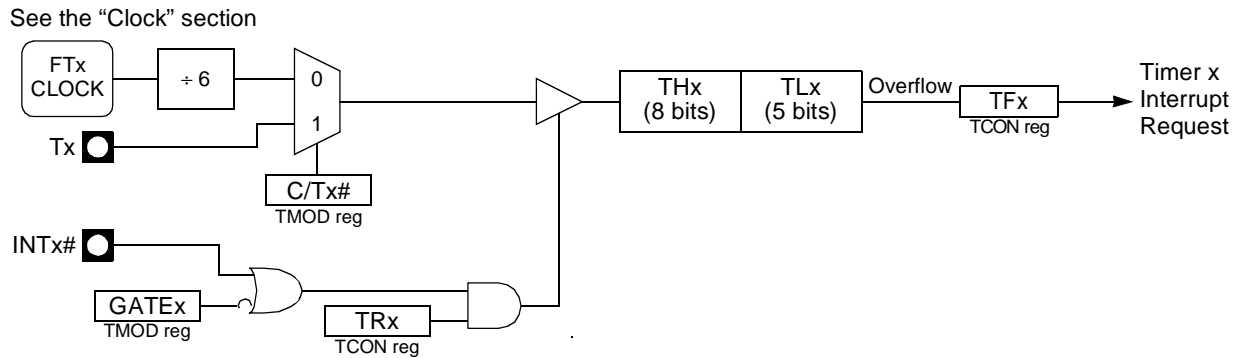 See the “Clock” section
FTx
CLOCK
÷ 6
0
1
Tx
C/Tx#
TMOD reg
THx
(8 bits)
TLx
(5 bits)
Overflow
TFx
TCON reg
Timer x
Interrupt
Request
INTx#
GATEx
TMOD reg
TRx
TCON reg